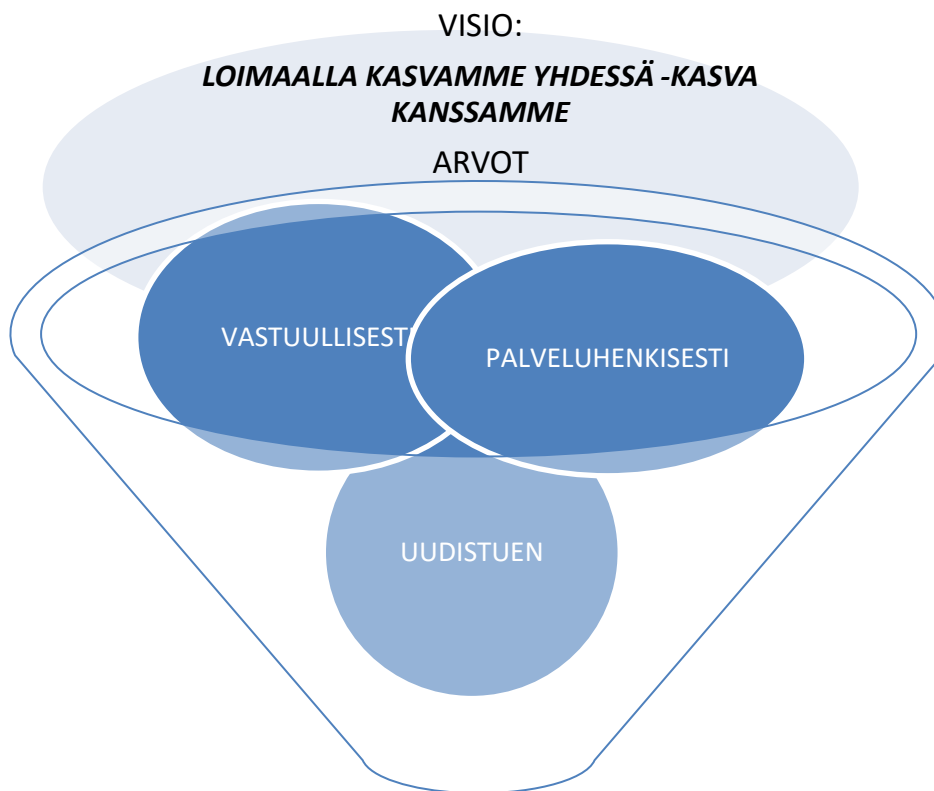 VISIO:
LOIMAALLA KASVAMME YHDESSÄ -KASVA
KANSSAMME
ARVOT
VASTUULLISESTI
PALVELUHENKISESTI
UUDISTUEN